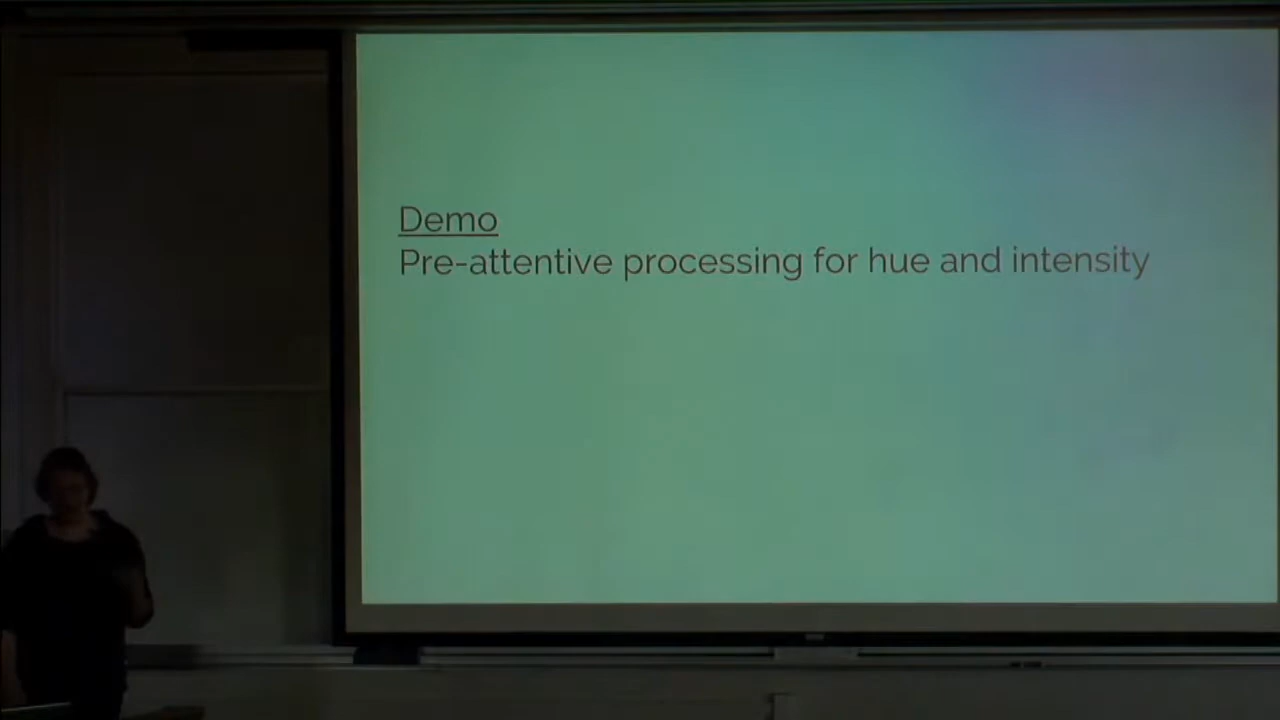 Demo
Pre-attentive processing for hue and intensity